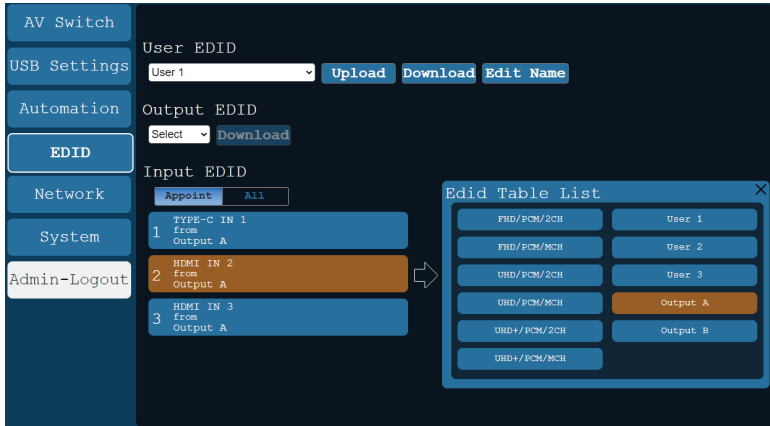 AV Switch
USB Settings
Automation
EDID
Network
System
Admin-Logout
User EDID
User 1
Upload Download Edit Name
Output EDID
Select
Download
Input EDID
Appoint All
1
TYPE-C IN 1
from
Output A
2
HDMI IN 2
from
Output A
3
HDMI IN 3
from
Output A
Edid Table List
FHD/PCM/2CH User 1
FHD/PCM/MCH User 2
UHD/PCM/2CH User 3
UHD/PCM/MCH Output A
UHD+/PCM/2CH Output B
UHD+/PCM/MCH